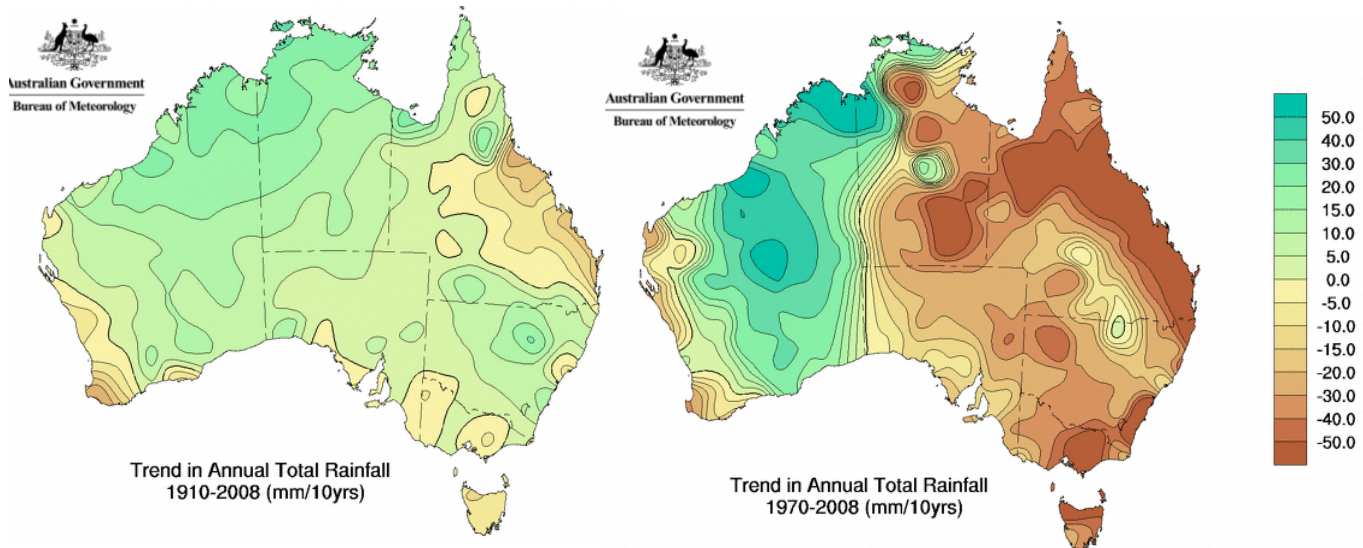 Australian Government
Bureau of Meteorology
Trend in Annual Total Rainfall
1910-2008 (mm/10yrs)
Australian Government
Bureau of Meteorology
Trend in Annual Total Rainfall
1970-2008 (mm/10yrs)
50.0
40.0
30.0
20.0
15.0
10.0
5.0
0.0
-5.0
-10.0
-15.0
-20.0
-30.0
-40.0
-50.0